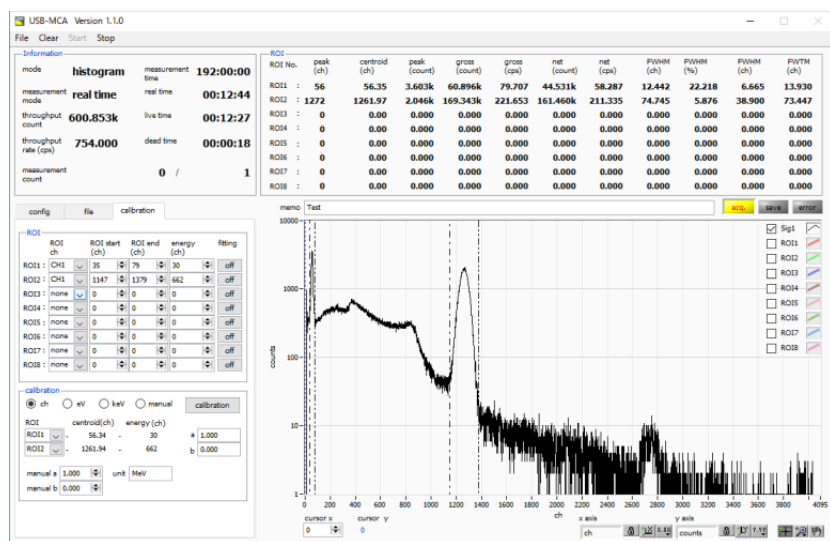 USB-MCA Version 1.1.0
File Clear Start Stop
Information
mode histogram measurement time 192:00:00
measurement mode real time real time 00:12:44
throughput count 600.853k live time 00:12:27
throughput rate (cps) 754.000 dead time 00:00:18
measurement count 0 / 1
ROI
ROI No. peak (ch) centroid (ch) peak (count) gross (count) gross (cps) net (count) net (cps) FWHM (ch) FWHM (%) FWHM (ch) FWTM (ch)
ROI1 : 56 56.35 3.603k 60.896k 79.707 44.531k 58.287 12.442 22.218 6.665 13.930
ROI2 : 1272 1261.97 2.046k 169.343k 221.653 161.460k 211.335 74.745 5.876 38.900 73.447
ROI3 : 0 0.00 0.000 0.000 0.000 0.000 0.000 0.000 0.000 0.000 0.000
ROI4 : 0 0.00 0.000 0.000 0.000 0.000 0.000 0.000 0.000 0.000 0.000
ROI5 : 0 0.00 0.000 0.000 0.000 0.000 0.000 0.000 0.000 0.000 0.000
ROI6 : 0 0.00 0.000 0.000 0.000 0.000 0.000 0.000 0.000 0.000 0.000
ROI7 : 0 0.00 0.000 0.000 0.000 0.000 0.000 0.000 0.000 0.000 0.000
ROI8 : 0 0.00 0.000 0.000 0.000 0.000 0.000 0.000 0.000 0.000 0.000
config file calibration
memo Test acq. save error
ROI
ROI ch ROI start (ch) ROI end (ch) energy (ch) fitting
ROI1 : CH1 35 79 30 off
ROI2 : CH1 1147 1379 662 off
ROI3 : none 0 0 0 off
ROI4 : none 0 0 0 off
ROI5 : none 0 0 0 off
ROI6 : none 0 0 0 off
ROI7 : none 0 0 0 off
ROI8 : none 0 0 0 off
calibration
ch eV keV manual calibration
ROI centroid(ch) energy (ch)
ROI1 - 56.34 - 30 a 1.000
ROI2 - 1261.94 - 662 b 0.000
manual a 1.000 unit MeV
manual b 0.000
counts
10000
1000
100
10
1
Sig1
ROI1
ROI2
ROI3
ROI4
ROI5
ROI6
ROI7
ROI8
0 200 400 600 800 1000 1200 1400 1600 1800 2000 2200 2400 2600 2800 3000 3200 3400 3600 3800 4095
ch
cursor x cursor y x axis y axis
0 0 ch counts